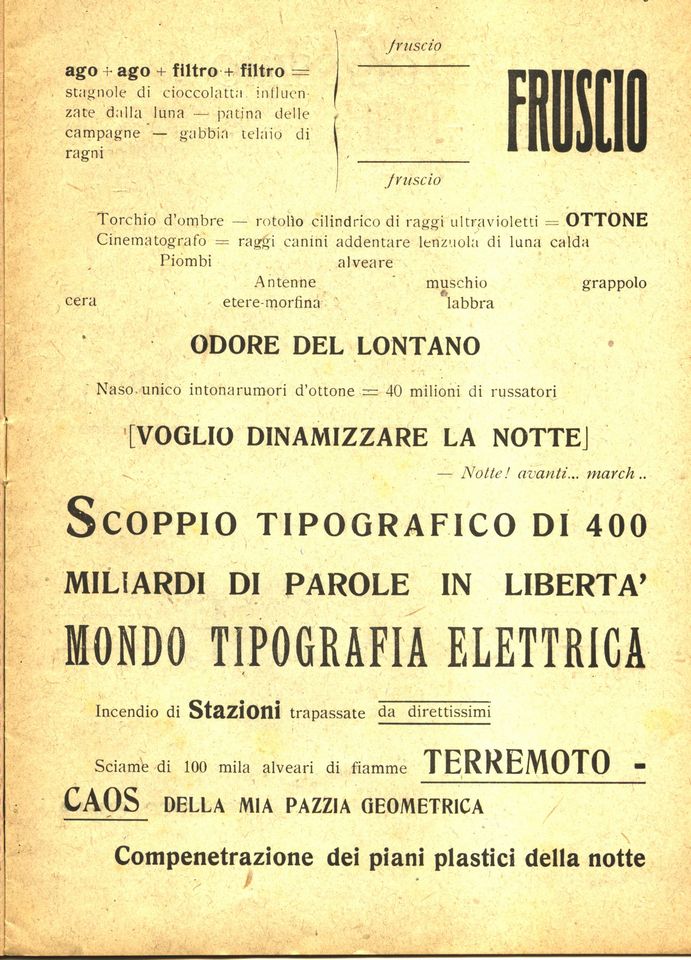 ago + ago + filtro + filtro =
stagnole di cioccolatta influen-
zate dalla luna — patina delle
campagne — gabbia telaio di
ragni
fruscio
FRUSCIO
fruscio
Torchio d'ombre — rotolìo cilindrico di raggi ultravioletti = OTTONE
Cinematografo = raggi canini addentare lenzuola di luna calda
Piombi alveare
Antenne muschio grappolo
cera etere-morfina labbra
ODORE DEL LONTANO
Naso unico intonarumori d'ottone = 40 milioni di russatori
[VOGLIO DINAMIZZARE LA NOTTE]
— Notte! avanti... march..
SCOPPIO TIPOGRAFICO DI 400
MILIARDI DI PAROLE IN LIBERTA'
MONDO TIPOGRAFIA ELETTRICA
Incendio di Stazioni trapassate da direttissimi
Sciame di 100 mila alveari di fiamme TERREMOTO -
CAOS DELLA MIA PAZZIA GEOMETRICA
Compenetrazione dei piani plastici della notte